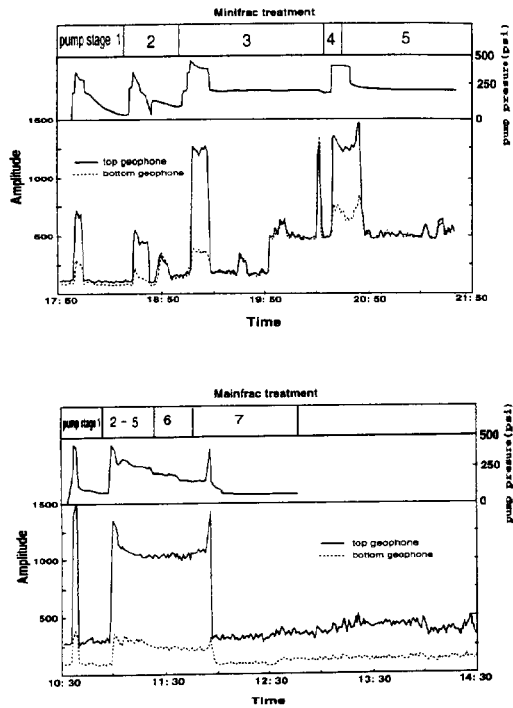 Minifrac treatment
pump stage 1 2 3 4 5
500
250
0
pump presure(psi)
1500
1000
500
Amplitude
top geophone
bottom geophone
17:50 18:50 19:50 20:50 21:50
Time
Mainfrac treatment
pump stage 1 2 - 5 6 7
500
250
0
pump presure(psi)
1500
1000
500
Amplitude
top geophone
bottom geophone
10:30 11:30 12:30 13:30 14:30
Time